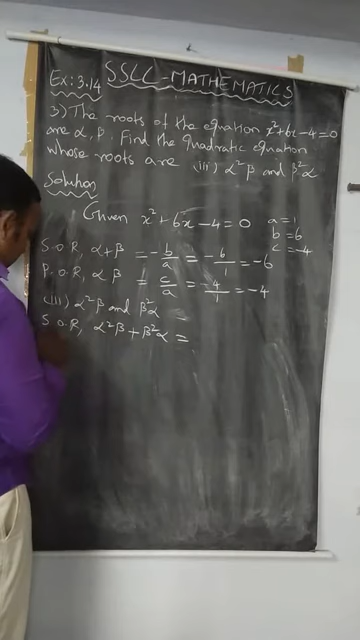 Ex: 3.14 SSLC-MATHEMATICS
3) The roots of the equation x²+6x-4=0
are α, β. Find the Quadratic equation
whose roots are (iii) α²β and β²α
Solution
Given x²+6x-4=0
a=1
b=6
c=-4
S.O.R, α+β = -b/a = -6/1 = -6
P.O.R, αβ = c/a = -4/1 = -4
(iii) α²β and β²α
S.O.R, α²β+β²α =